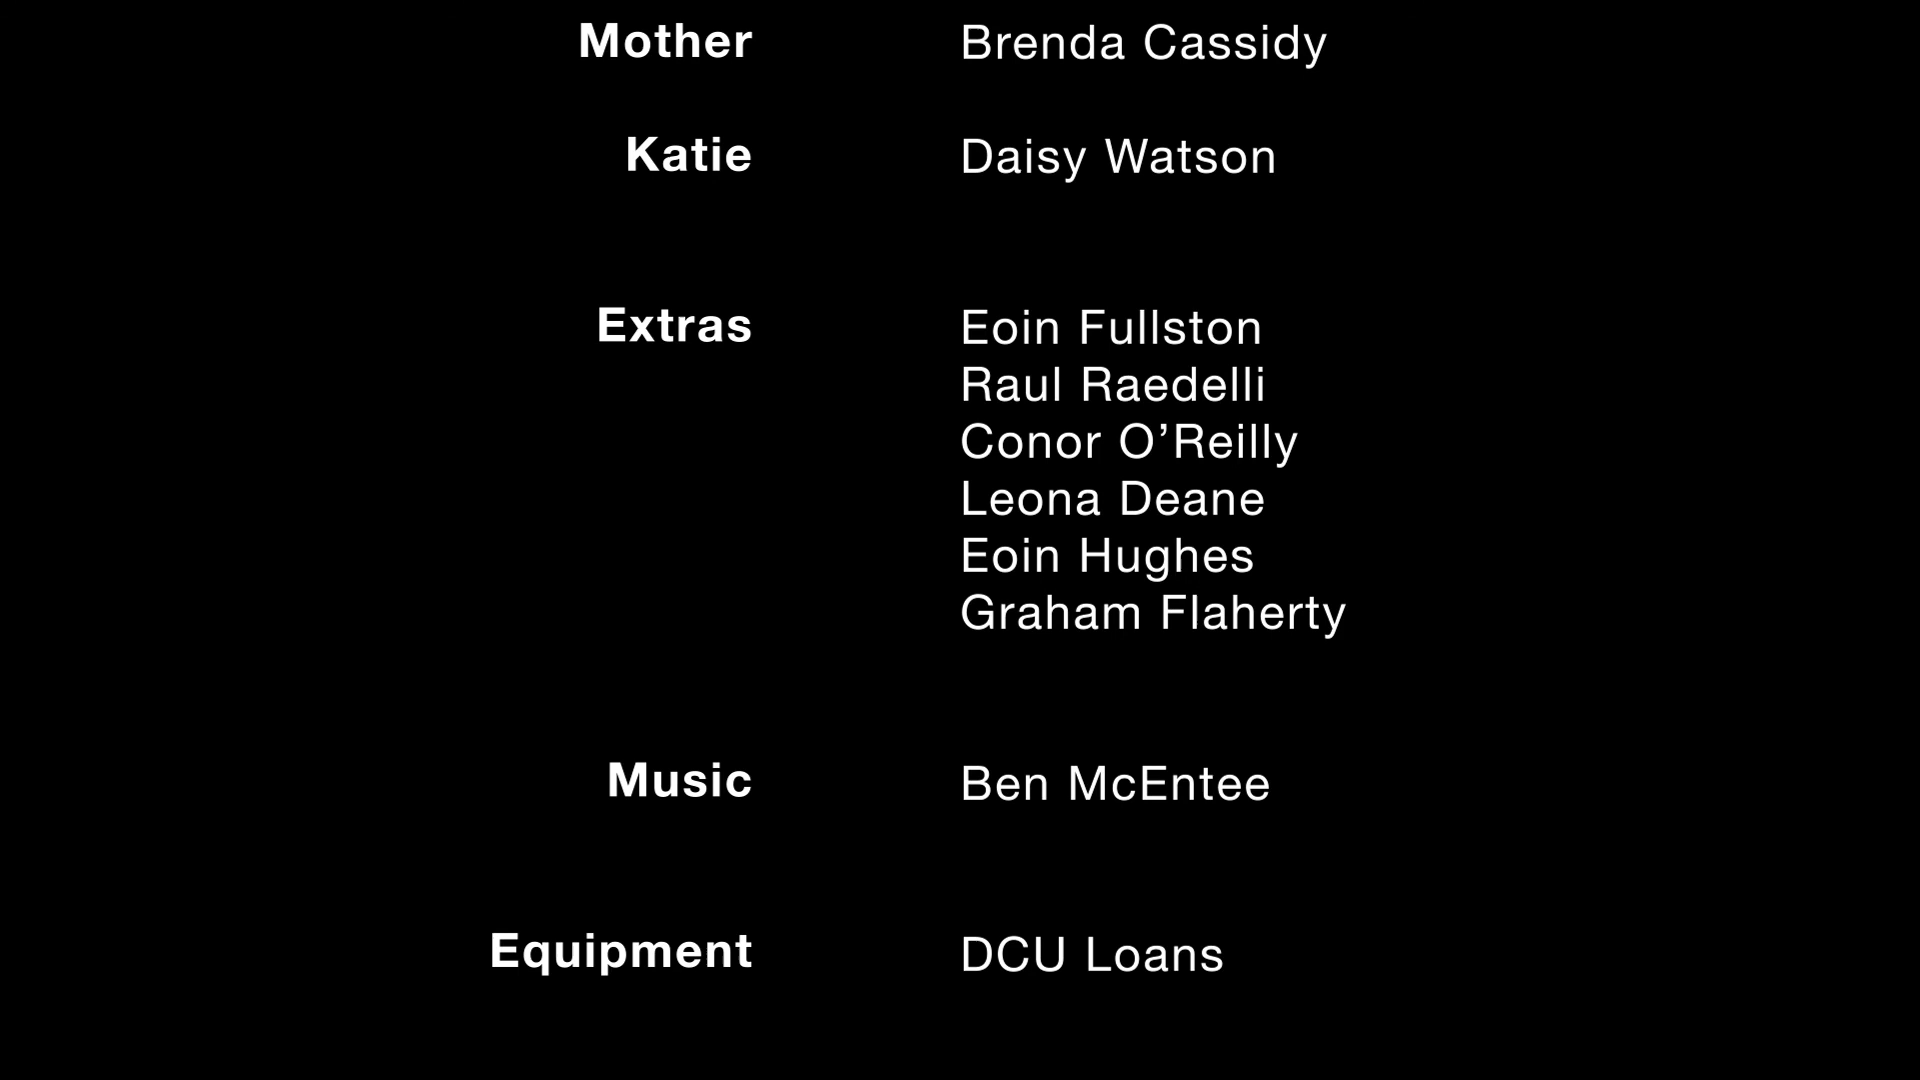 Mother Brenda Cassidy
Katie Daisy Watson
Extras Eoin Fullston
Raul Raedelli
Conor O’Reilly
Leona Deane
Eoin Hughes
Graham Flaherty
Music Ben McEntee
Equipment DCU Loans